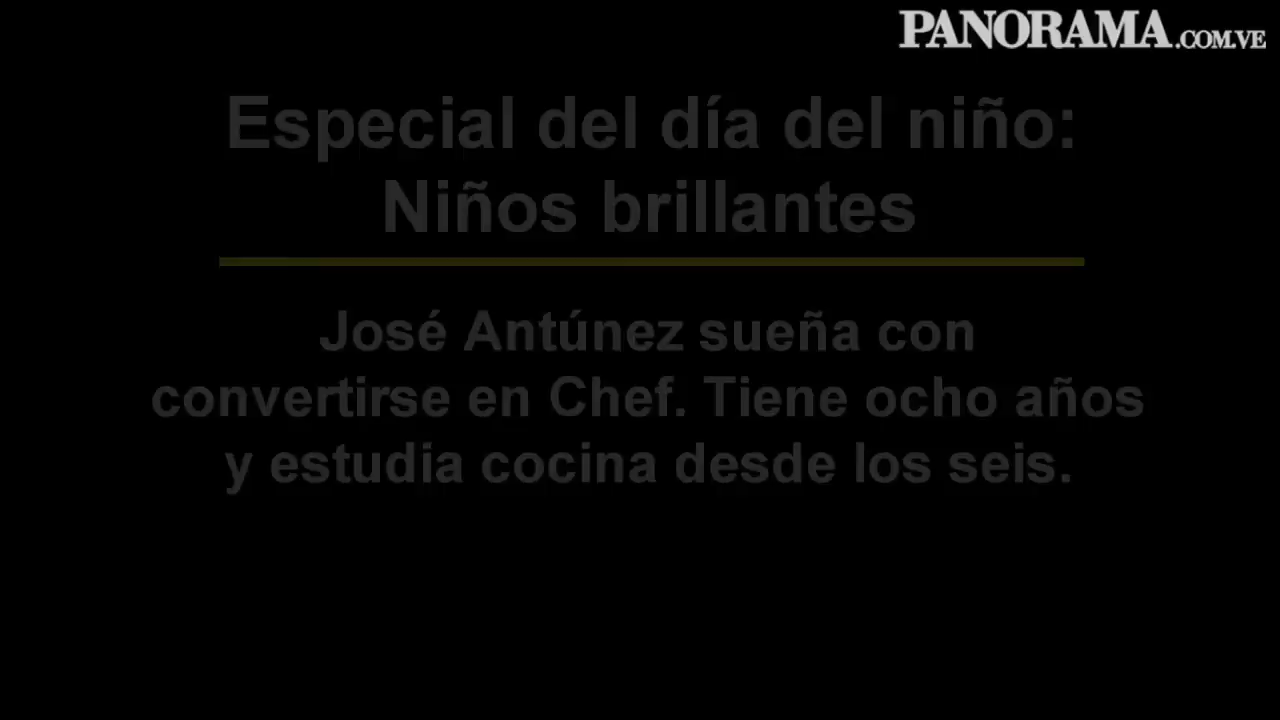 PANORAMA.COM.VE
Especial del día del niño:
Niños brillantes
José Antúnez sueña con
convertirse en Chef. Tiene ocho años
y estudia cocina desde los seis.